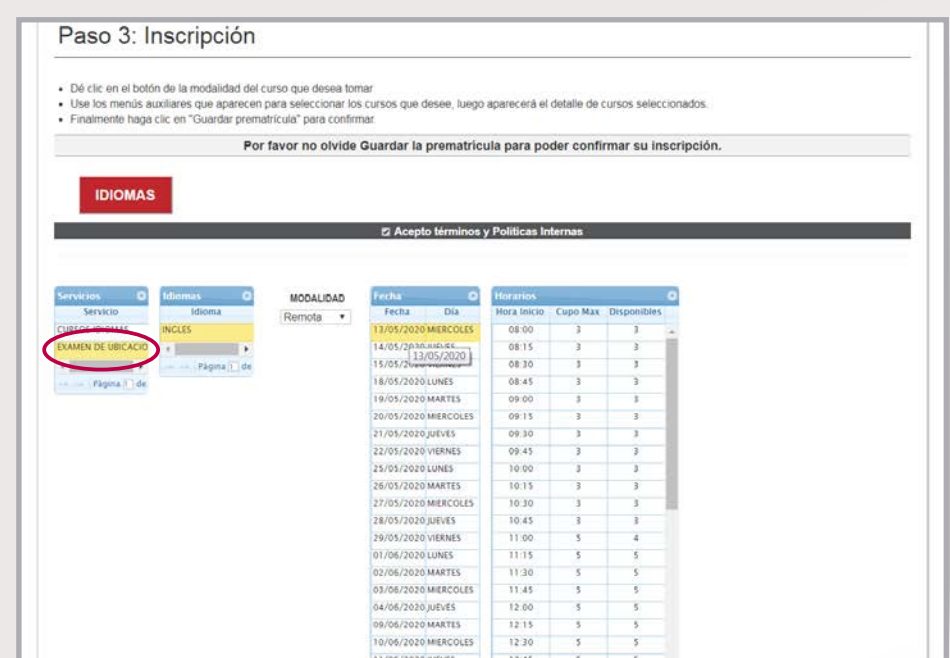 Paso 3: Inscripción
Dé clic en el botón de la modalidad del curso que desea tomar
Use los menús auxiliares que aparecen para seleccionar los cursos que desee, luego aparecerá el detalle de cursos seleccionados.
Finalmente haga clic en "Guardar prematrícula" para confirmar.
Por favor no olvide Guardar la prematricula para poder confirmar su inscripción.
IDIOMAS
Acepto términos y Politicas Internas
Servicios
Servicio
CURSOS IDIOMAS
EXAMEN DE UBICACIO
Página 1 de
Idiomas
Idioma
INGLES
Página 1 de
MODALIDAD
Remota
Fecha
Fecha Día
13/05/2020 MIERCOLES
14/05/2020 JUEVES
13/05/2020
15/05/2020 VIERNES
18/05/2020 LUNES
19/05/2020 MARTES
20/05/2020 MIERCOLES
21/05/2020 JUEVES
22/05/2020 VIERNES
25/05/2020 LUNES
26/05/2020 MARTES
27/05/2020 MIERCOLES
28/05/2020 JUEVES
29/05/2020 VIERNES
01/06/2020 LUNES
02/06/2020 MARTES
03/06/2020 MIERCOLES
04/06/2020 JUEVES
09/06/2020 MARTES
10/06/2020 MIERCOLES
Horarios
Hora Inicio Cupo Max Disponibles
08:00 3 3
08:15 3 3
08:30 3 3
08:45 3 3
09:00 3 3
09:15 3 3
09:30 3 3
09:45 3 3
10:00 3 3
10:15 3 3
10:30 3 3
10:45 3 3
11:00 5 4
11:15 5 5
11:30 5 5
11:45 5 5
12:00 5 5
12:15 5 5
12:30 5 5